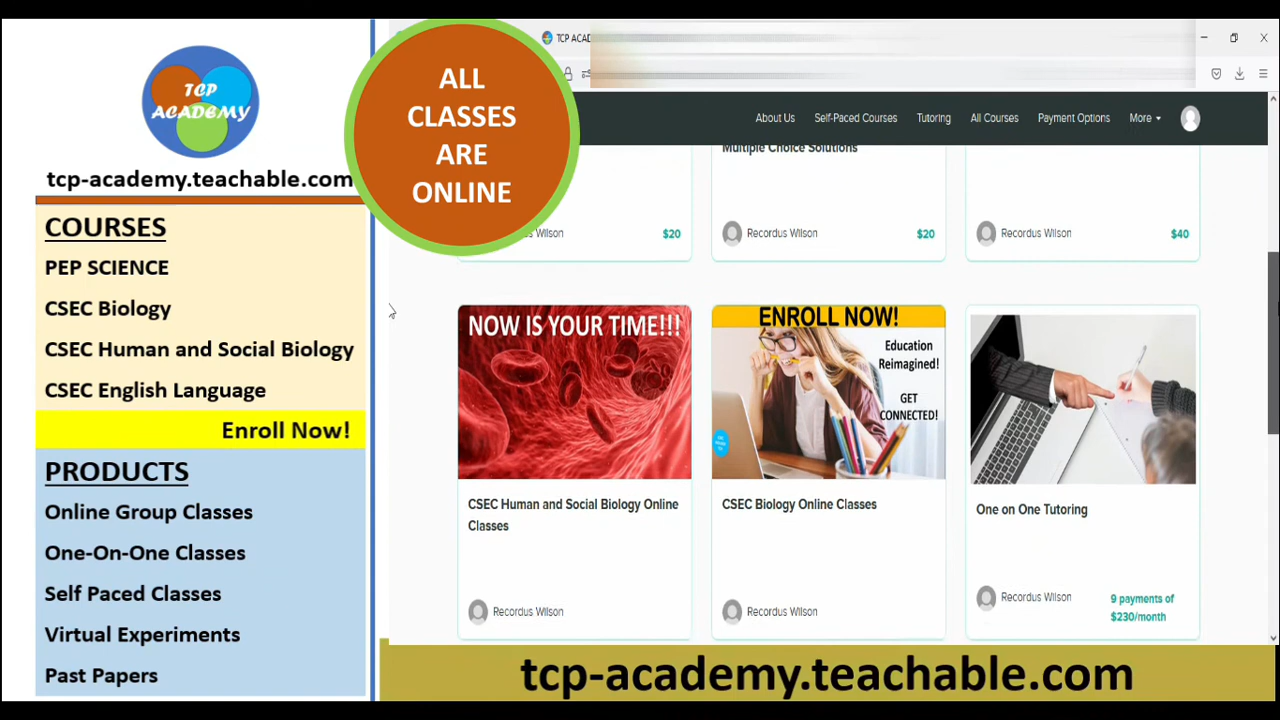 TCP
ACADEMY
tcp-academy.teachable.com
COURSES
PEP SCIENCE
CSEC Biology
CSEC Human and Social Biology
CSEC English Language
Enroll Now!
PRODUCTS
Online Group Classes
One-On-One Classes
Self Paced Classes
Virtual Experiments
Past Papers
ALL
CLASSES
ARE
ONLINE
About Us
Self-Paced Courses
Tutoring
All Courses
Payment Options
More
Multiple Choice Solutions
Wilson
$20
Recordus Wilson
$20
Recordus Wilson
$40
NOW IS YOUR TIME!!!
CSEC Human and Social Biology Online
Classes
Recordus Wilson
ENROLL NOW!
Education
Reimagined!
GET
CONNECTED!
CSEC Biology Online Classes
Recordus Wilson
One on One Tutoring
Recordus Wilson
9 payments of
$230/month
tcp-academy.teachable.com